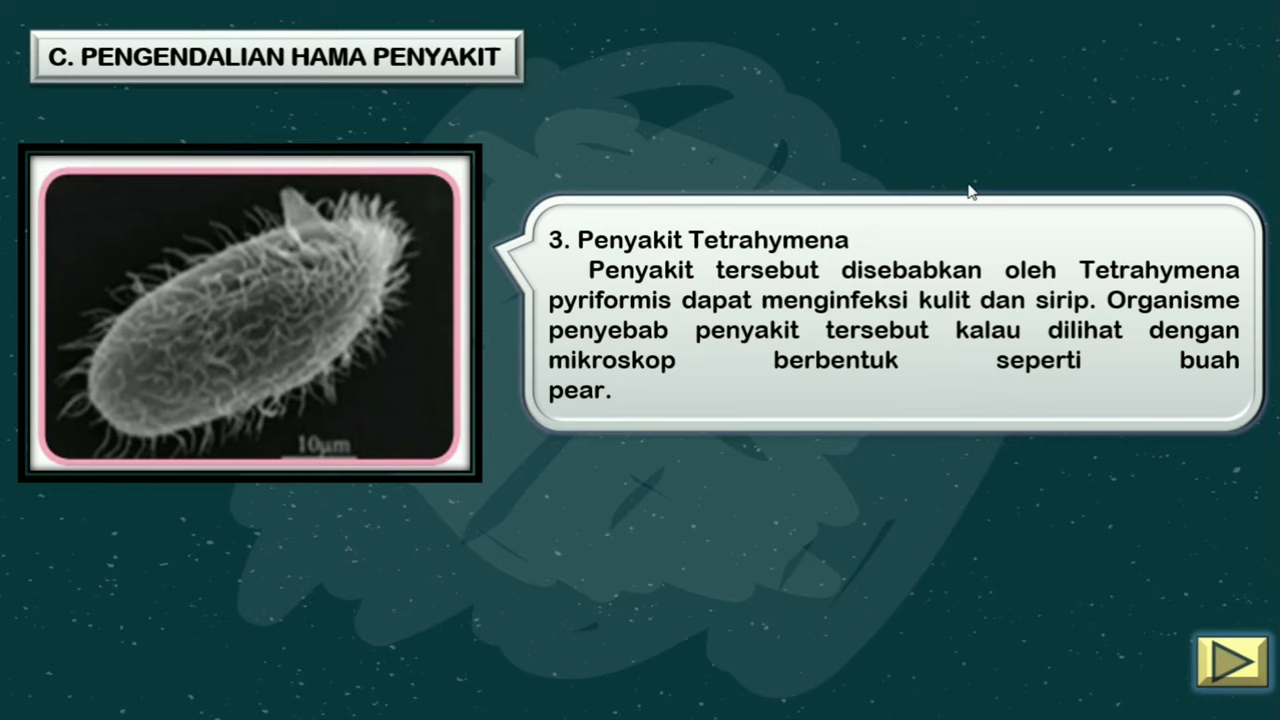 C. PENGENDALIAN HAMA PENYAKIT
3. Penyakit Tetrahymena
Penyakit tersebut disebabkan oleh Tetrahymena
pyriformis dapat menginfeksi kulit dan sirip. Organisme
penyebab penyakit tersebut kalau dilihat dengan
mikroskop berbentuk seperti buah
pear.
10μm